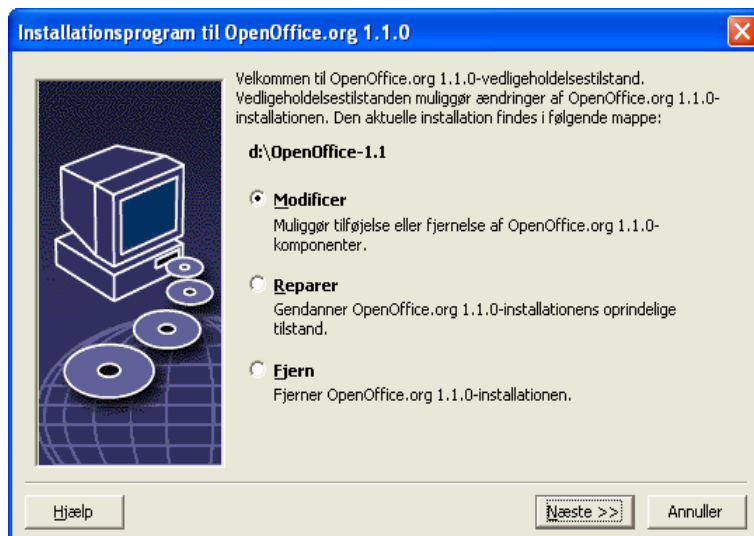 Installationsprogram til OpenOffice.org 1.1.0
Velkommen til OpenOffice.org 1.1.0-vedligeholdelsestilstand.
Vedligeholdelsestilstanden muliggør ændringer af OpenOffice.org 1.1.0-
installationen. Den aktuelle installation findes i følgende mappe:
d:\OpenOffice-1.1
Modificer
Muliggør tilføjelse eller fjernelse af OpenOffice.org 1.1.0-
komponenter.
Reparer
Gendanner OpenOffice.org 1.1.0-installationens oprindelige
tilstand.
Fjern
Fjerner OpenOffice.org 1.1.0-installationen.
Hjælp
Næste >>
Annuller